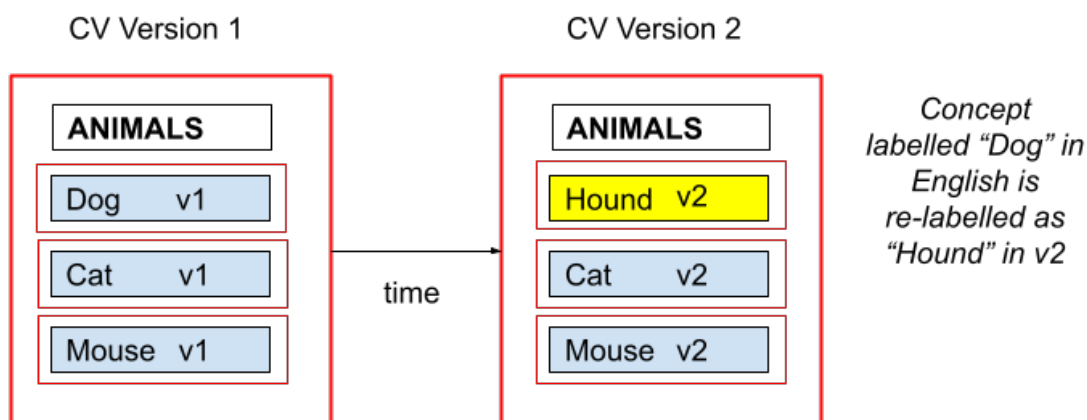 CV Version 1
CV Version 2
ANIMALS
Dog v1
Cat v1
Mouse v1
time
ANIMALS
Hound v2
Cat v2
Mouse v2
Concept
labelled “Dog” in
English is
re-labelled as
“Hound” in v2